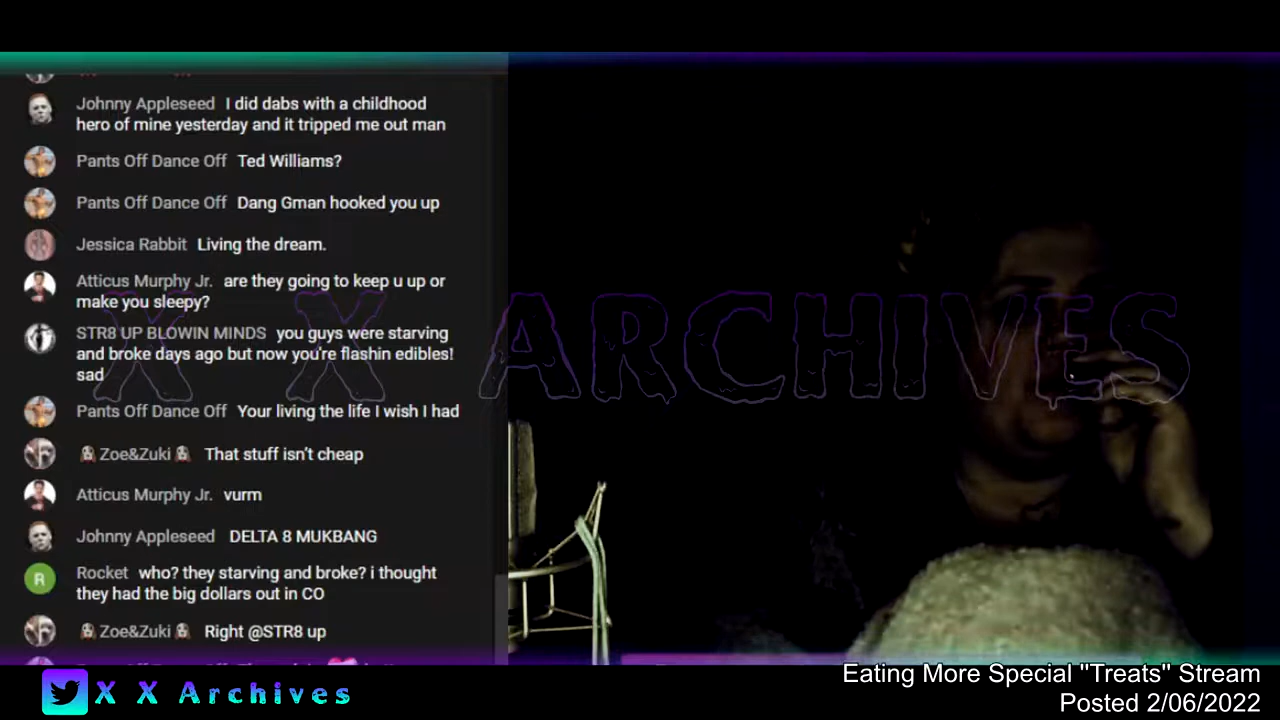 Johnny Appleseed I did dabs with a childhood
hero of mine yesterday and it tripped me out man
Pants Off Dance Off Ted Williams?
Pants Off Dance Off Dang Gman hooked you up
Jessica Rabbit Living the dream.
Atticus Murphy Jr. are they going to keep u up or
make you sleepy?
STR8 UP BLOWIN MINDS you guys were starving
and broke days ago but now you're flashin edibles!
sad
Pants Off Dance Off Your living the life I wish I had
Zoe&Zuki That stuff isn't cheap
Atticus Murphy Jr. vurm
Johnny Appleseed DELTA 8 MUKBANG
R
Rocket who? they starving and broke? i thought
they had the big dollars out in CO
Zoe&Zuki Right @STR8 up
X X ARCHIVES
X X Archives
Eating More Special "Treats" Stream
Posted 2/06/2022